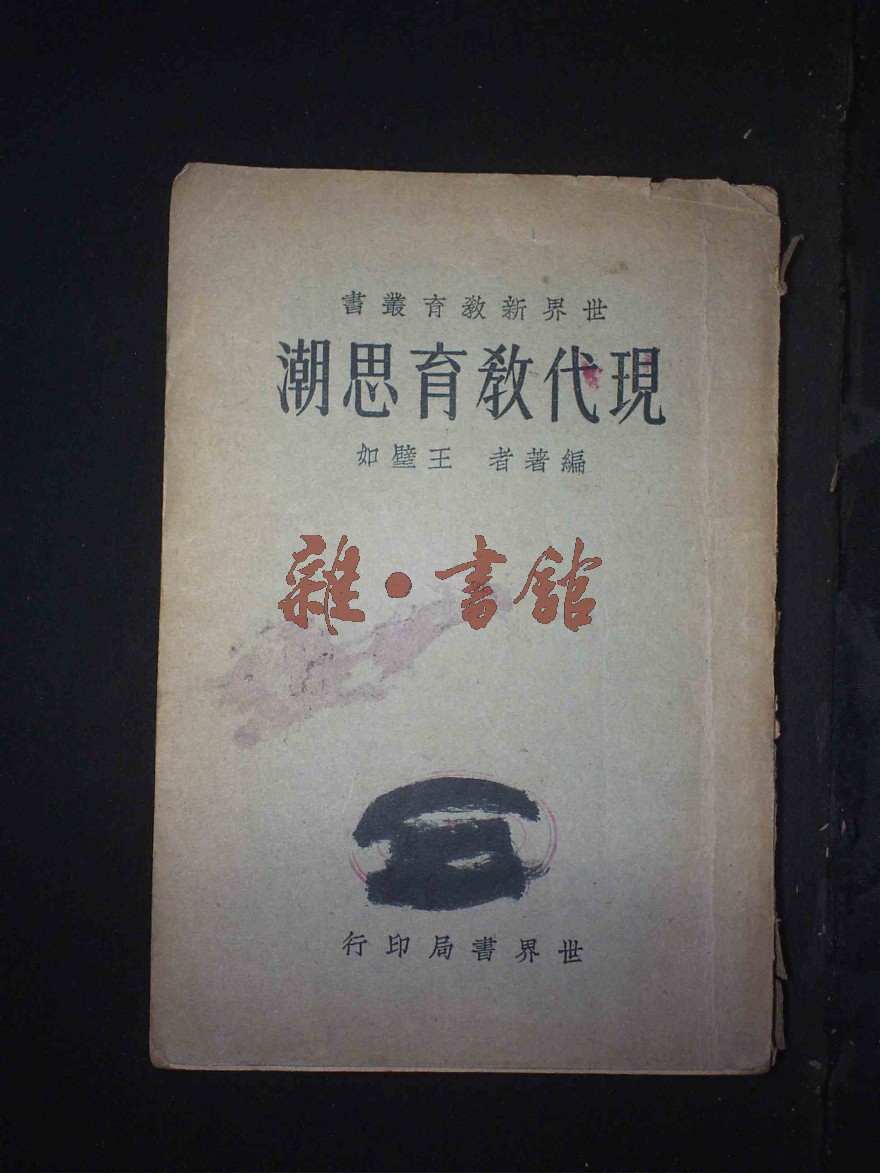 世界新教育叢書
現代教育思潮
編著者 王璧如
雜·書舘
世界書局印行